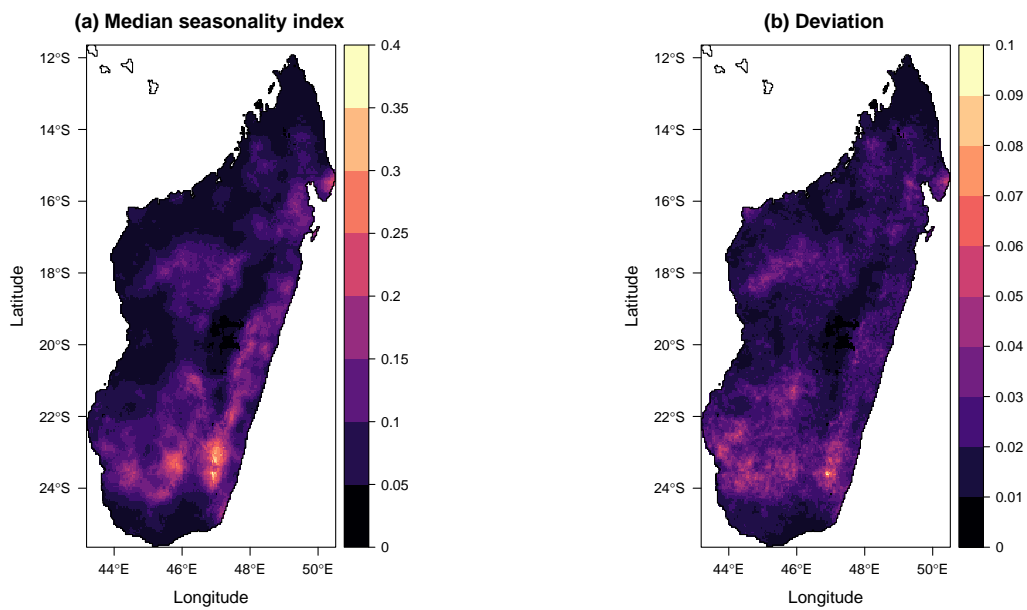 (a) Median seasonality index
12°S
14°S
16°S
18°S
20°S
22°S
24°S
Latitude
44°E 46°E 48°E 50°E
Longitude
0.4
0.35
0.3
0.25
0.2
0.15
0.1
0.05
0
(b) Deviation
12°S
14°S
16°S
18°S
20°S
22°S
24°S
Latitude
44°E 46°E 48°E 50°E
Longitude
0.1
0.09
0.08
0.07
0.06
0.05
0.04
0.03
0.02
0.01
0